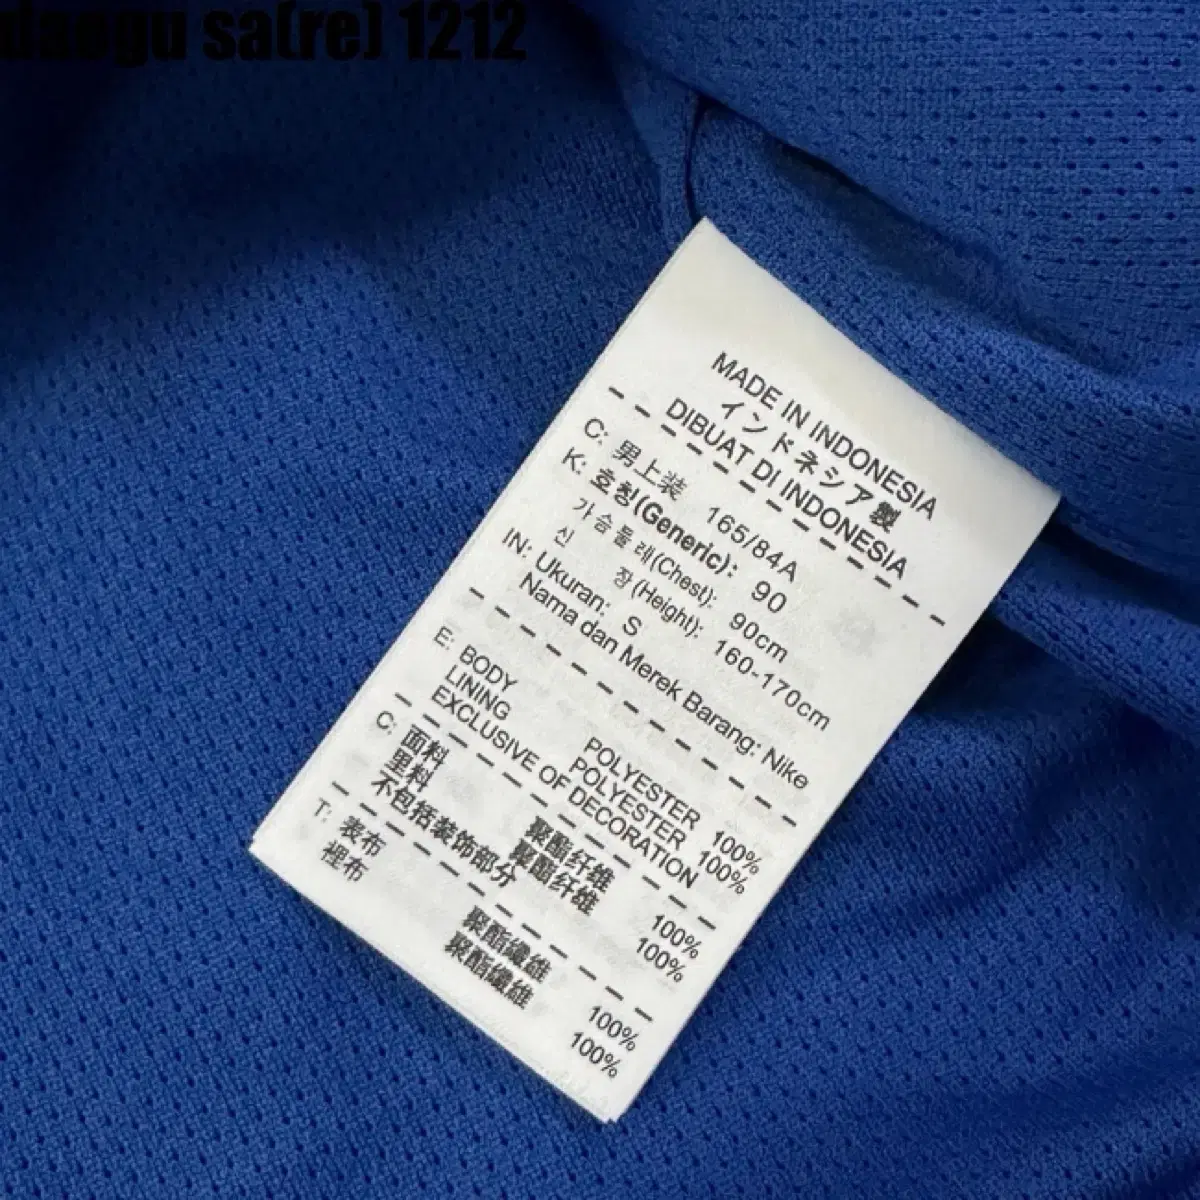 daegu sa(re) 1212
MADE IN INDONESIA
インドネシア製
DIBUAT DI INDONESIA
C: 男上装 165/84A
K: 호칭(Generic): 90
가슴둘레(Chest): 90cm
신 장(Height): 160-170cm
IN: Ukuran: S
Nama dan Merek Barang: Nike
E: BODY POLYESTER 100%
LINING POLYESTER 100%
EXCLUSIVE OF DECORATION
C: 面料 聚酯纤维 100%
里料 聚酯纤维 100%
不包括装饰部分
T: 表布 聚酯纖維 100%
裡布 聚酯纖維 100%